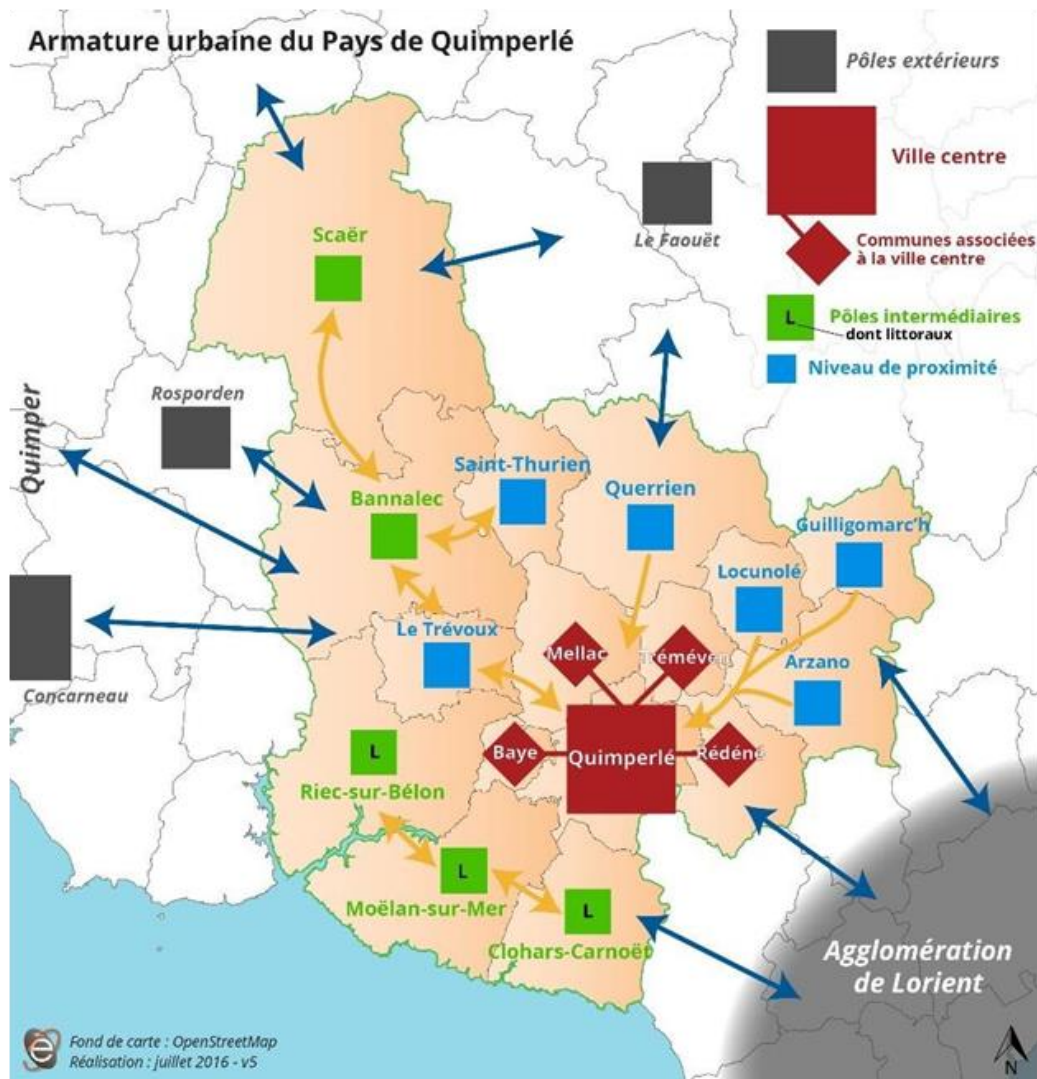 Armature urbaine du Pays de Quimperlé
Pôles extérieurs
Ville centre
Communes associées
à la ville centre
L
Pôles intermédiaires
dont littoraux
Niveau de proximité
Le Faouët
Scaër
Rosporden
Quimper
Concarneau
Bannalec
Saint-Thurien
Querrien
Guilligomarc'h
Locunolé
Le Trévoux
Mellac
Tréméven
Arzano
Baye
Quimperlé
Rédéné
L
Riec-sur-Bélon
L
Moëlan-sur-Mer
L
Clohars-Carnoët
Agglomération
de Lorient
Fond de carte : OpenStreetMap
Réalisation : juillet 2016 - v5
N